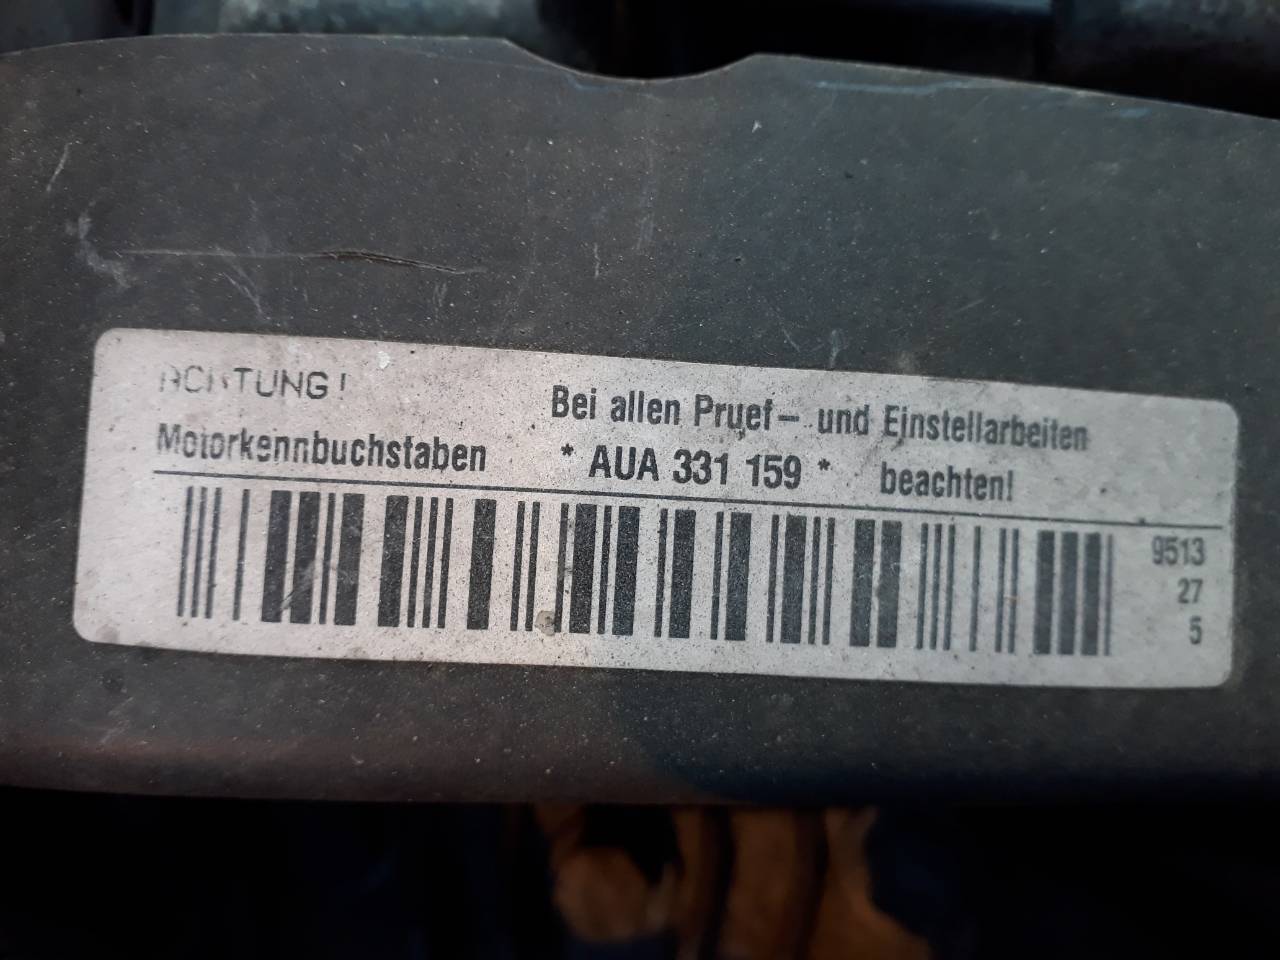 ACHTUNG! Bei allen Pruef- und Einstellarbeiten
Motorkennbuchstaben * AUA 331 159 * beachten!
9513
27
5